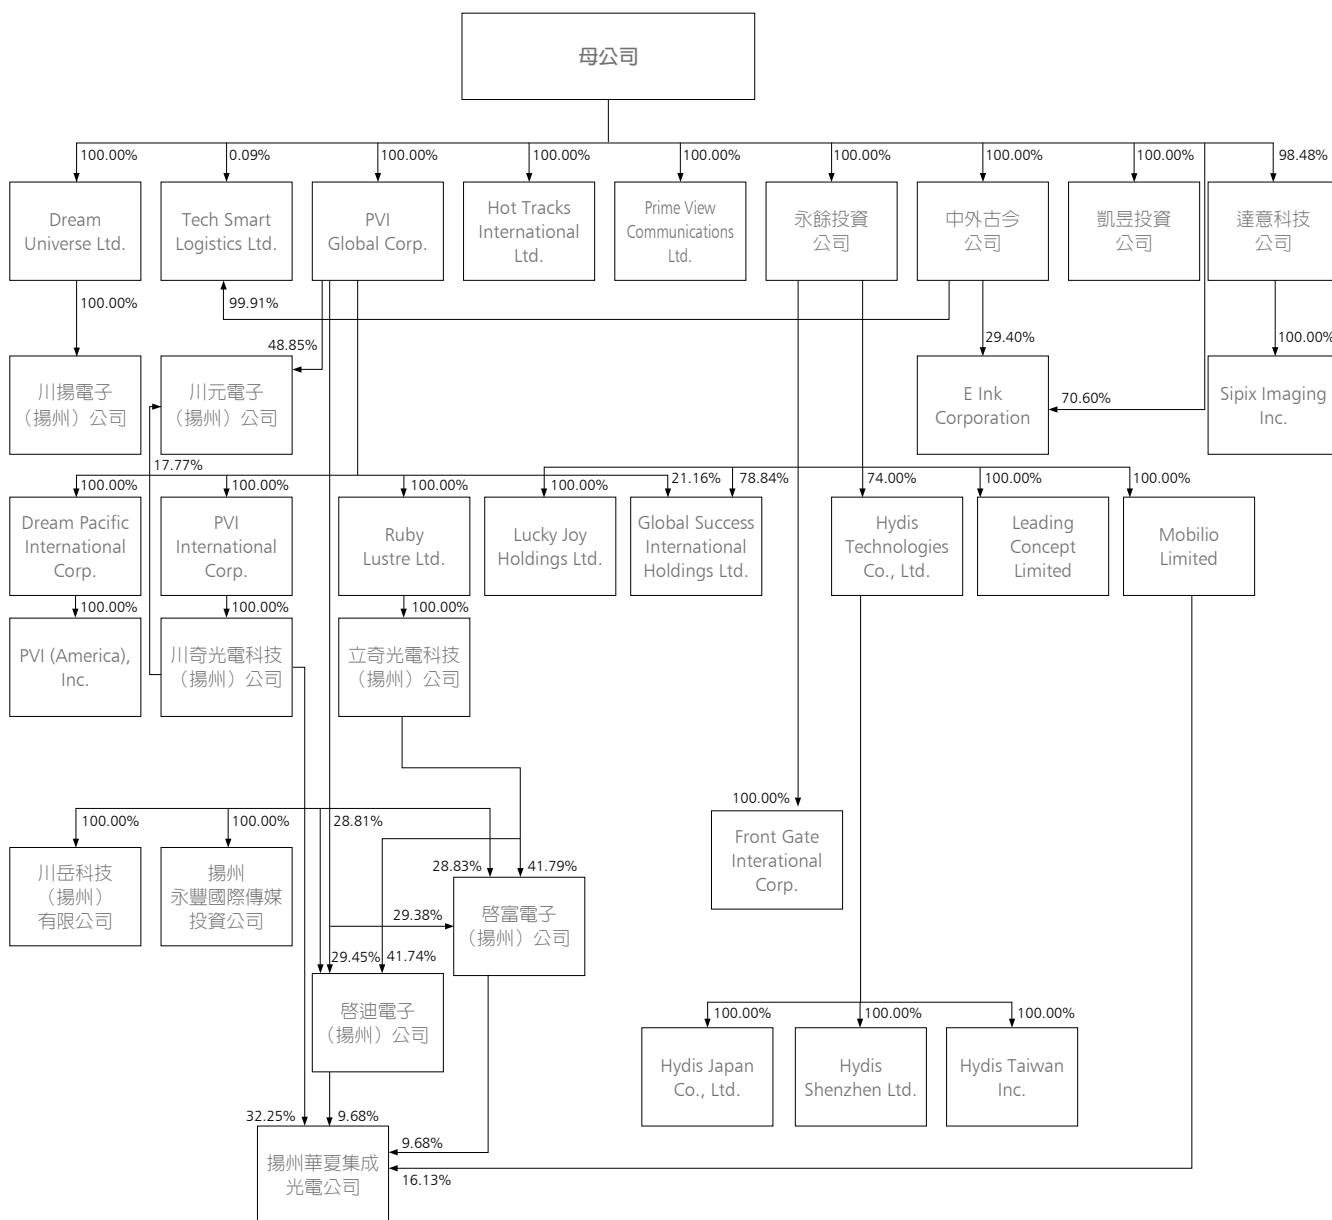 母公司
100.00%
0.09%
100.00%
100.00%
100.00%
100.00%
100.00%
100.00%
98.48%
Dream
Universe Ltd.
Tech Smart
Logistics Ltd.
PVI
Global Corp.
Hot Tracks
International
Ltd.
Prime View
Communications
Ltd.
永餘投資
公司
中外古今
公司
凱昱投資
公司
達意科技
公司
100.00%
99.91%
48.85%
29.40%
100.00%
70.60%
川揚電子
（揚州）公司
川元電子
（揚州）公司
E Ink
Corporation
Sipix Imaging
Inc.
17.77%
100.00%
100.00%
100.00%
100.00%
21.16%
78.84%
74.00%
100.00%
100.00%
Dream Pacific
International
Corp.
PVI
International
Corp.
Ruby
Lustre Ltd.
Lucky Joy
Holdings Ltd.
Global Success
International
Holdings Ltd.
Hydis
Technologies
Co., Ltd.
Leading
Concept
Limited
Mobilio
Limited
100.00%
100.00%
100.00%
PVI (America),
Inc.
川奇光電科技
（揚州）公司
立奇光電科技
（揚州）公司
100.00%
100.00%
100.00%
28.81%
28.83%
41.79%
川岳科技
（揚州）
有限公司
揚州
永豐國際傳媒
投資公司
Front Gate
Interational
Corp.
啓富電子
（揚州）公司
29.38%
29.45%
41.74%
啓迪電子
（揚州）公司
100.00%
100.00%
100.00%
Hydis Japan
Co., Ltd.
Hydis
Shenzhen Ltd.
Hydis Taiwan
Inc.
32.25%
9.68%
9.68%
16.13%
揚州華夏集成
光電公司